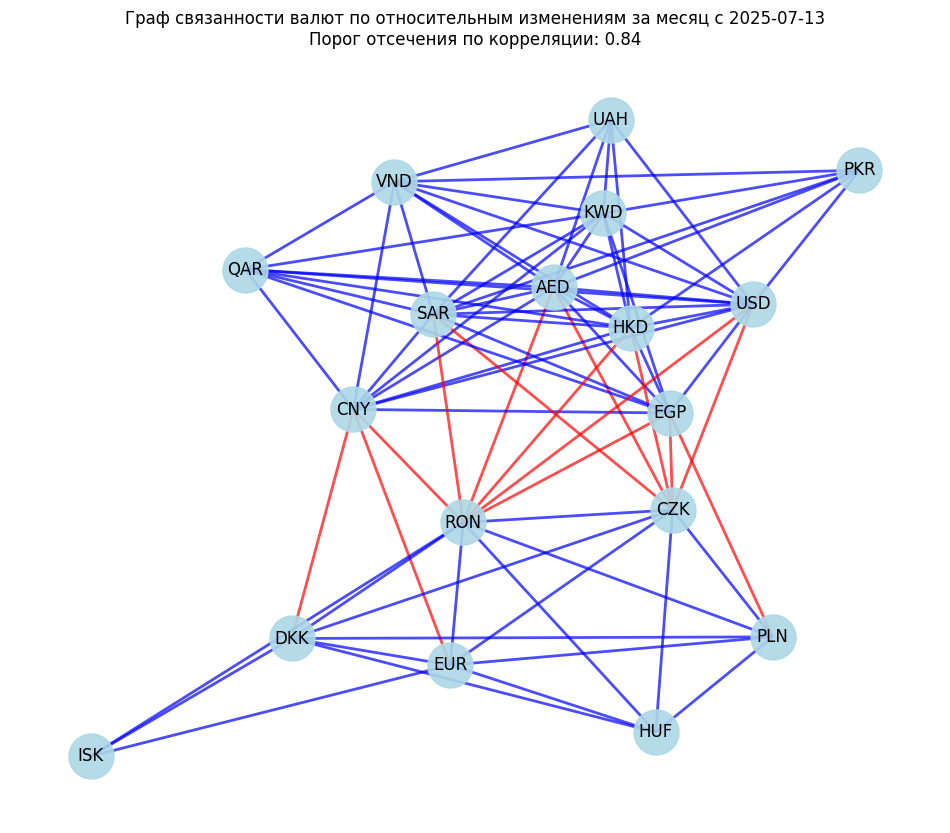 Граф связанности валют по относительным изменениям за месяц с 2025-07-13
Порог отсечения по корреляции: 0.84
UAH
PKR
VND
KWD
QAR
AED
USD
SAR
HKD
CNY
EGP
CZK
RON
PLN
DKK
EUR
HUF
ISK